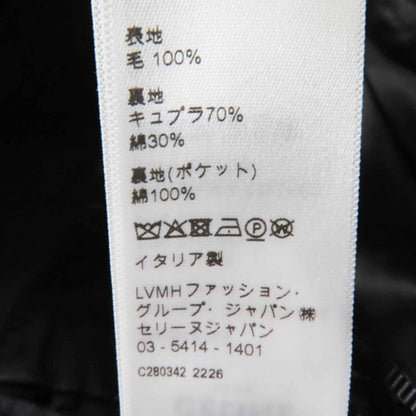 表地
毛 100%
裏地
キュプラ70%
綿30%
裏地(ポケット)
綿100%
イタリア製
LVMHファッション・
グループ・ジャパン㈱
セリーヌジャパン
03 - 5414 - 1401
C280342 2226